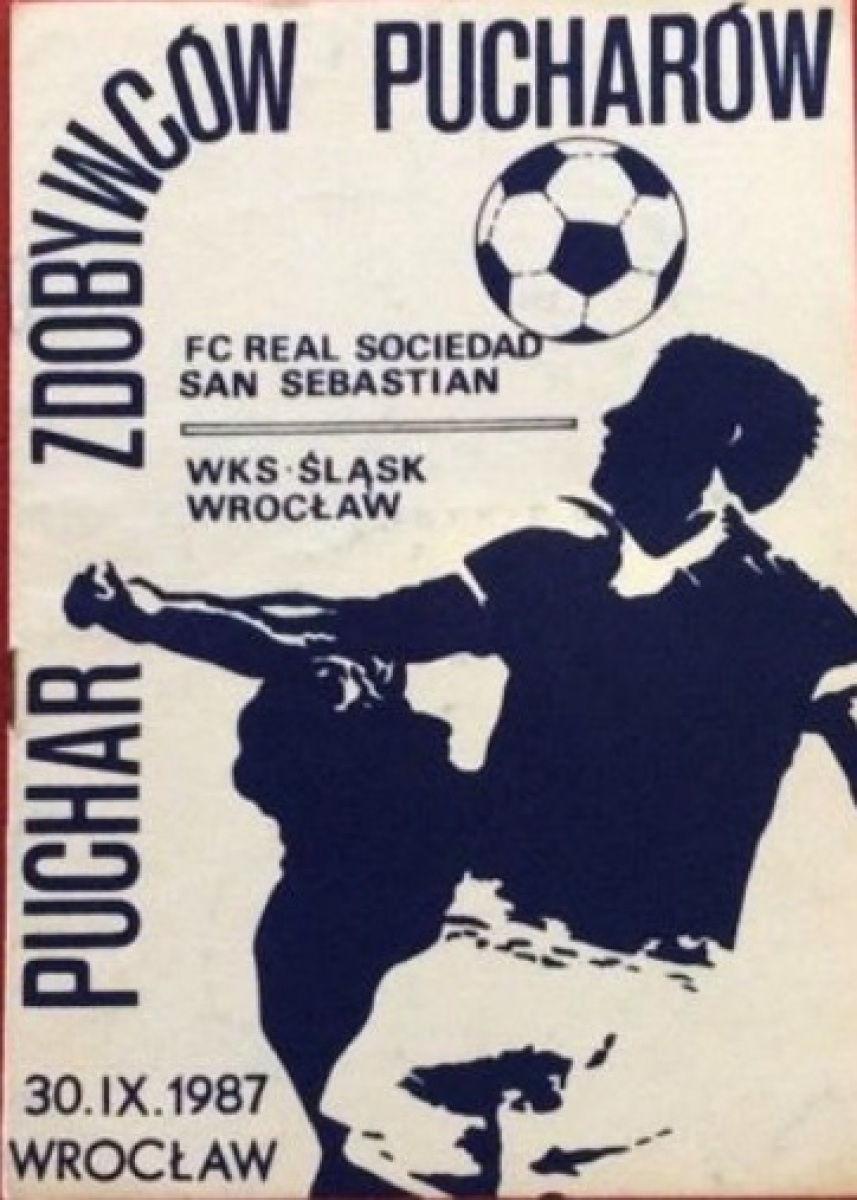 PUCHAR ZDOBYWCÓW PUCHARÓW
FC REAL SOCIEDAD
SAN SEBASTIAN
WKS ŚLĄSK
WROCŁAW
30.IX.1987
WROCŁAW